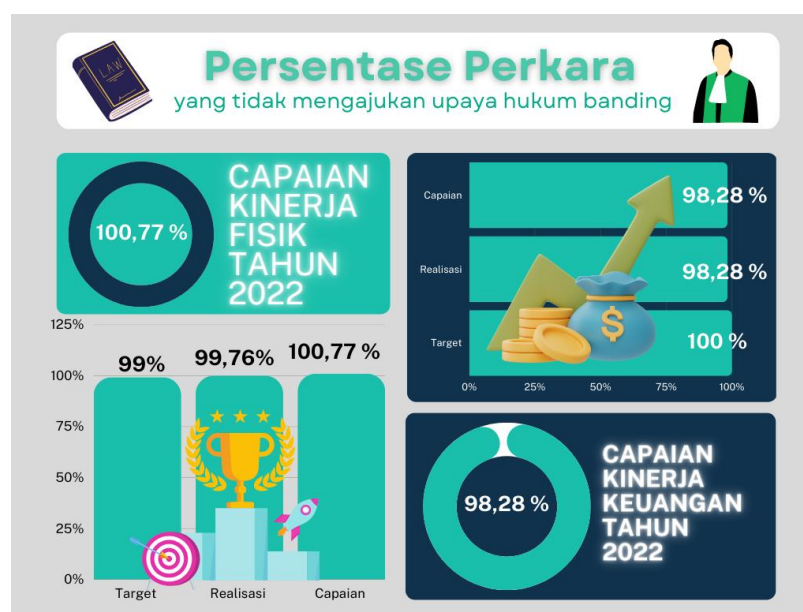 LAW
Persentase Perkara
yang tidak mengajukan upaya hukum banding
100,77 %
CAPAIAN
KINERJA
FISIK
TAHUN
2022
125%
100%
75%
50%
25%
0%
99%
99,76%
100,77 %
Target
Realisasi
Capaian
Capaian
98,28 %
Realisasi
98,28 %
Target
100 %
0%
25%
50%
75%
100%
$
98,28 %
CAPAIAN
KINERJA
KEUANGAN
TAHUN
2022